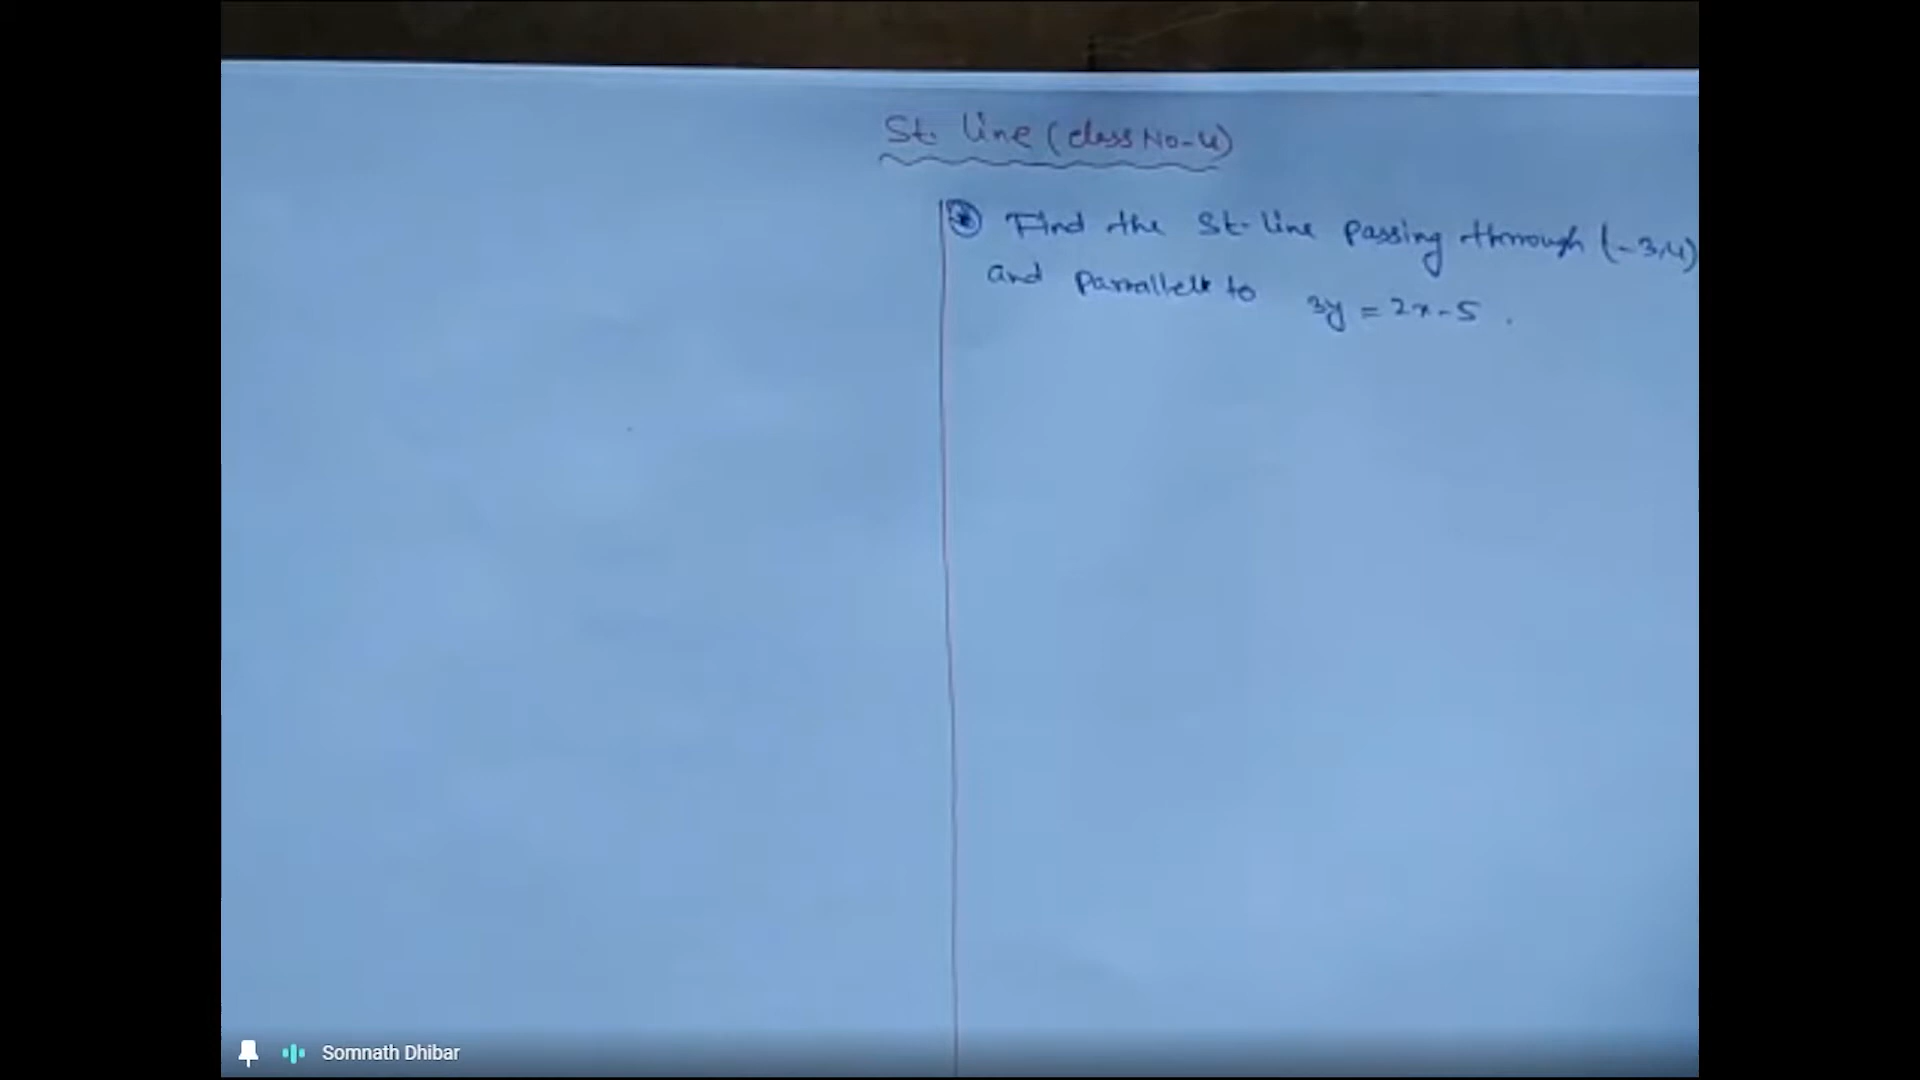 St. line (class No-4)
Find the St-line passing through (-3,4)
and parallel to 3y = 2x-5 .
Somnath Dhibar